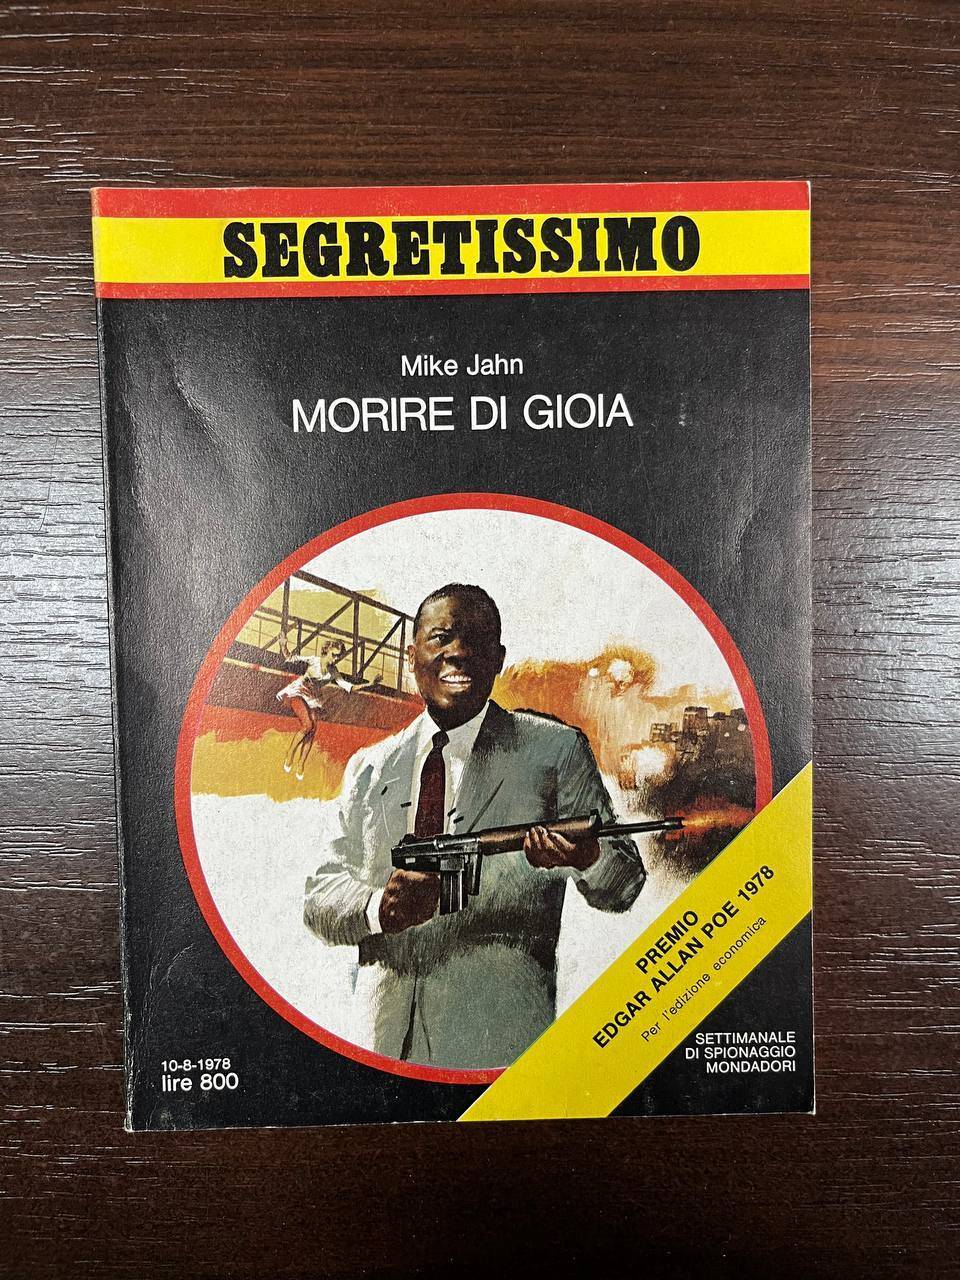 SEGRETISSIMO
Mike Jahn
MORIRE DI GIOIA
PREMIO
EDGAR ALLAN POE 1978
Per l'edizione economica
10-8-1978
lire 800
SETTIMANALE
DI SPIONAGGIO
MONDADORI